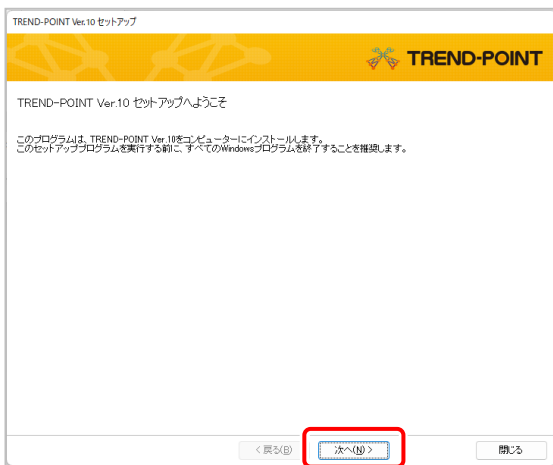 TREND-POINT Ver.10 セットアップ
TREND-POINT
TREND-POINT Ver.10 セットアップへようこそ
このプログラムは、TREND-POINT Ver.10をコンピューターにインストールします。
このセットアッププログラムを実行する前に、すべてのWindowsプログラムを終了することを推奨します。
< 戻る(B)
次へ(N) >
閉じる